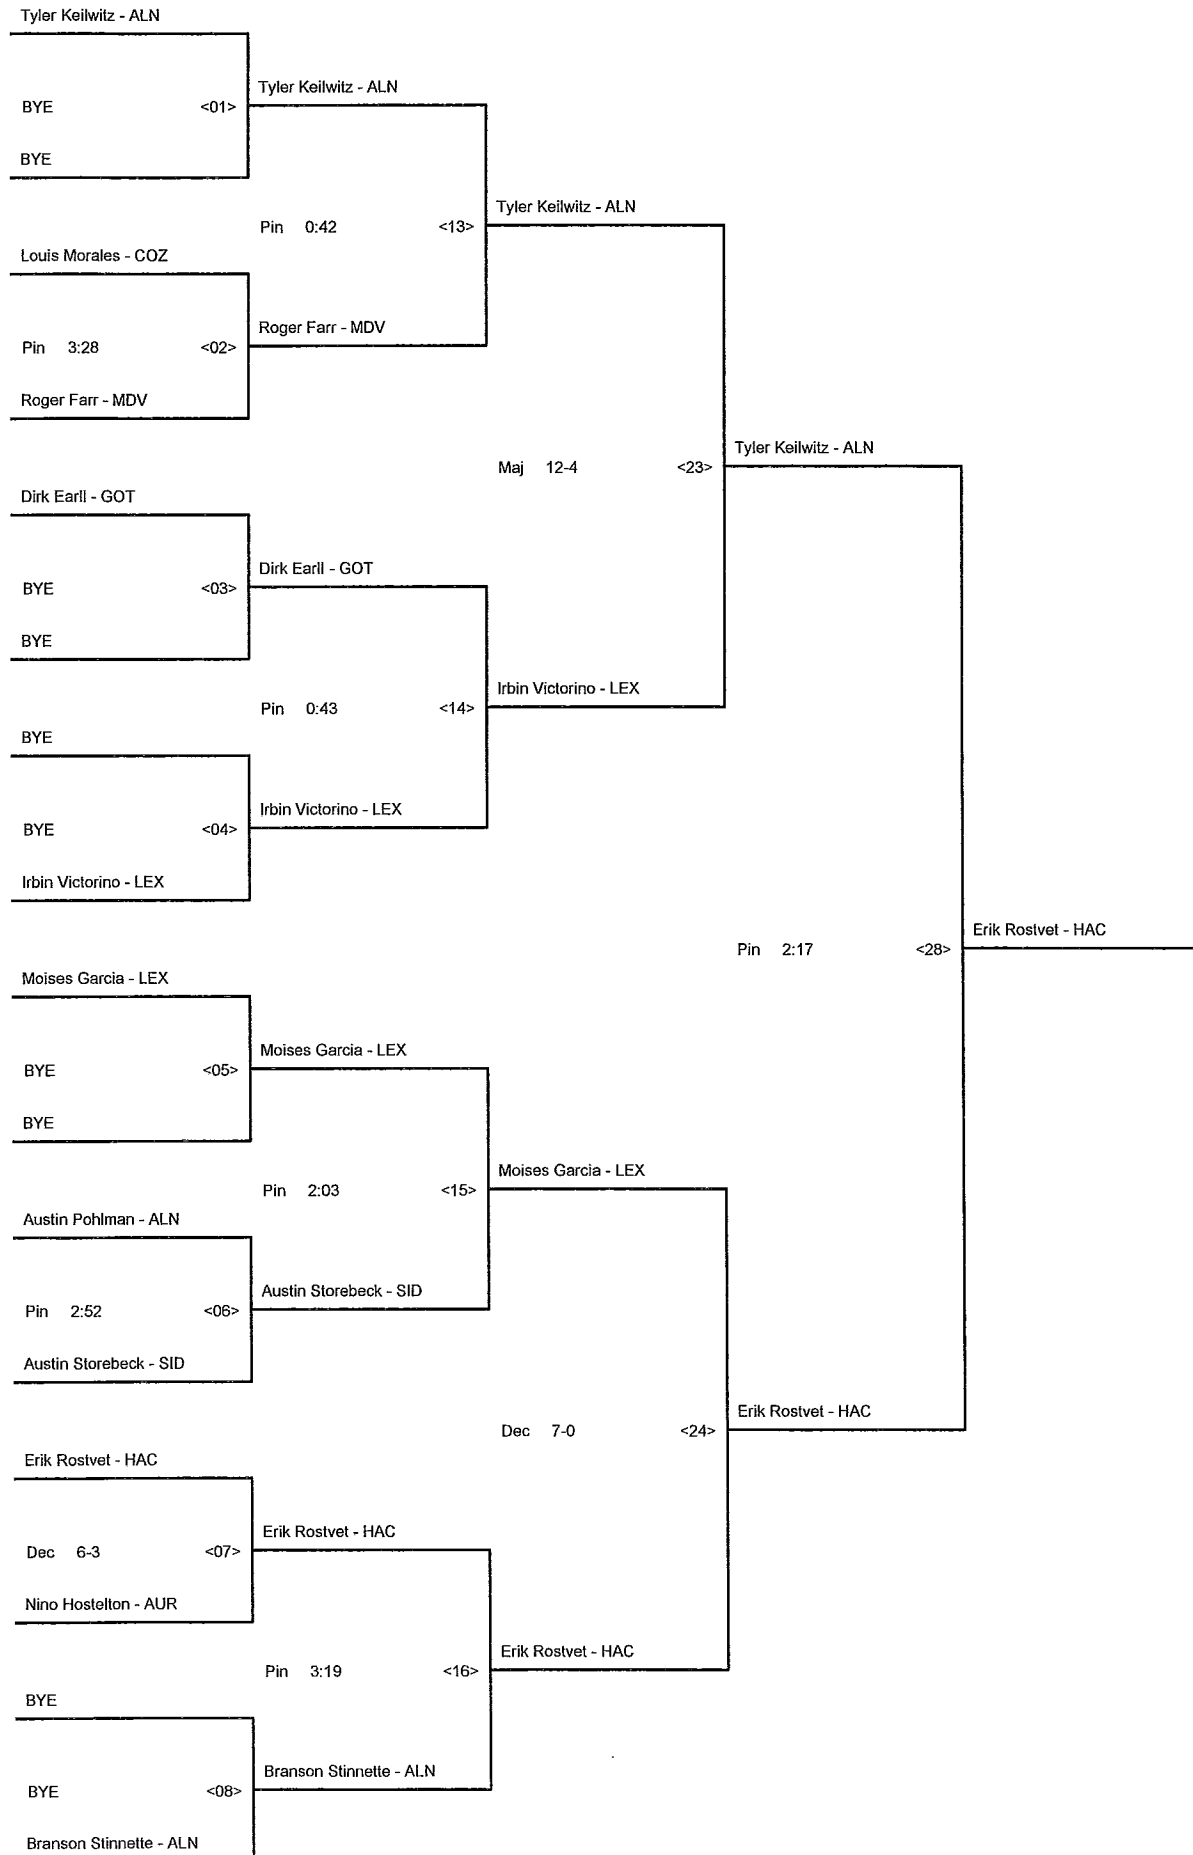 Tyler Keilwitz - ALN
Tyler Keilwitz - ALN
BYE <01>
BYE
Tyler Keilwitz - ALN
Pin 0:42 <13>
Louis Morales - COZ
Roger Farr - MDV
Pin 3:28 <02>
Roger Farr - MDV
Tyler Keilwitz - ALN
Maj 12-4 <23>
Dirk Earll - GOT
Dirk Earll - GOT
BYE <03>
BYE
Irbin Victorino - LEX
Pin 0:43 <14>
BYE
Irbin Victorino - LEX
BYE <04>
Irbin Victorino - LEX
Erik Rostvet - HAC
Pin 2:17 <28>
Moises Garcia - LEX
Moises Garcia - LEX
BYE <05>
BYE
Moises Garcia - LEX
Pin 2:03 <15>
Austin Pohlman - ALN
Austin Storebeck - SID
Pin 2:52 <06>
Austin Storebeck - SID
Erik Rostvet - HAC
Dec 7-0 <24>
Erik Rostvet - HAC
Erik Rostvet - HAC
Dec 6-3 <07>
Nino Hostelton - AUR
Erik Rostvet - HAC
Pin 3:19 <16>
BYE
Branson Stinnette - ALN
BYE <08>
Branson Stinnette - ALN